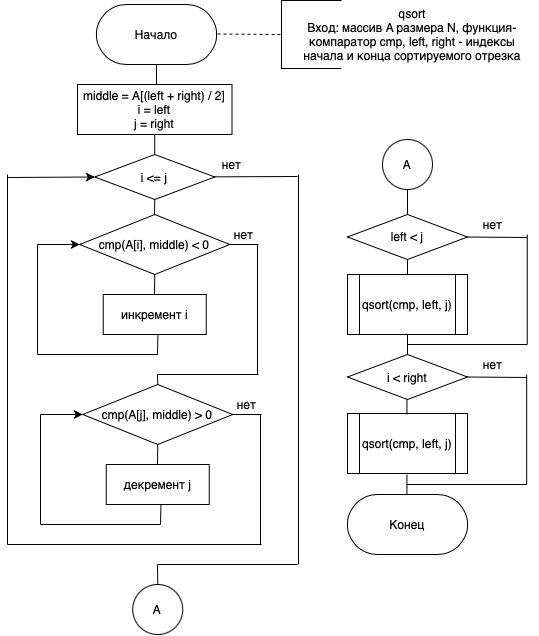 Начало
qsort
Вход: массив А размера N, функция-
компаратор cmp, left, right - индексы
начала и конца сортируемого отрезка
middle = A[(left + right) / 2]
i = left
j = right
i <= j
нет
cmp(A[i], middle) < 0
нет
инкремент i
cmp(A[j], middle) > 0
нет
декремент j
A
A
left < j
нет
qsort(cmp, left, j)
i < right
нет
qsort(cmp, left, j)
Конец